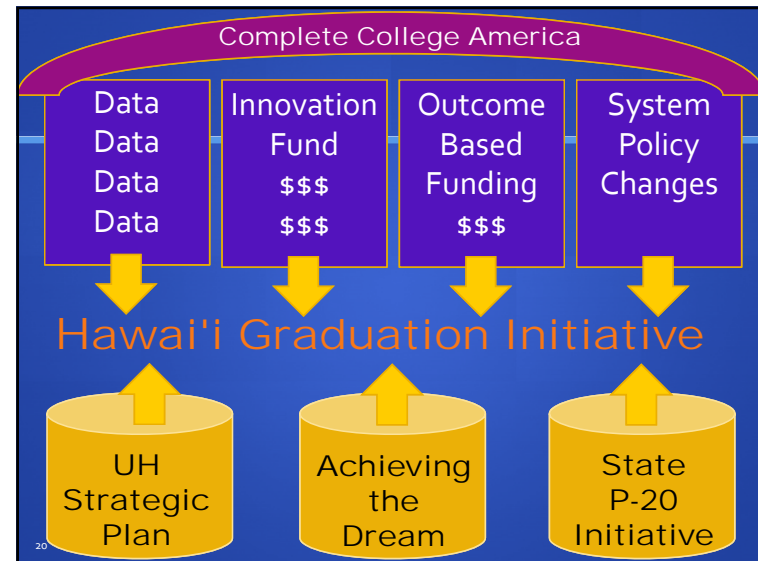 Complete College America
Data
Data
Data
Data
Innovation
Fund
$$$
$$$
Outcome
Based
Funding
$$$
System
Policy
Changes
Hawai'i Graduation Initiative
UH
Strategic
Plan
Achieving
the
Dream
State
P-20
Initiative
20